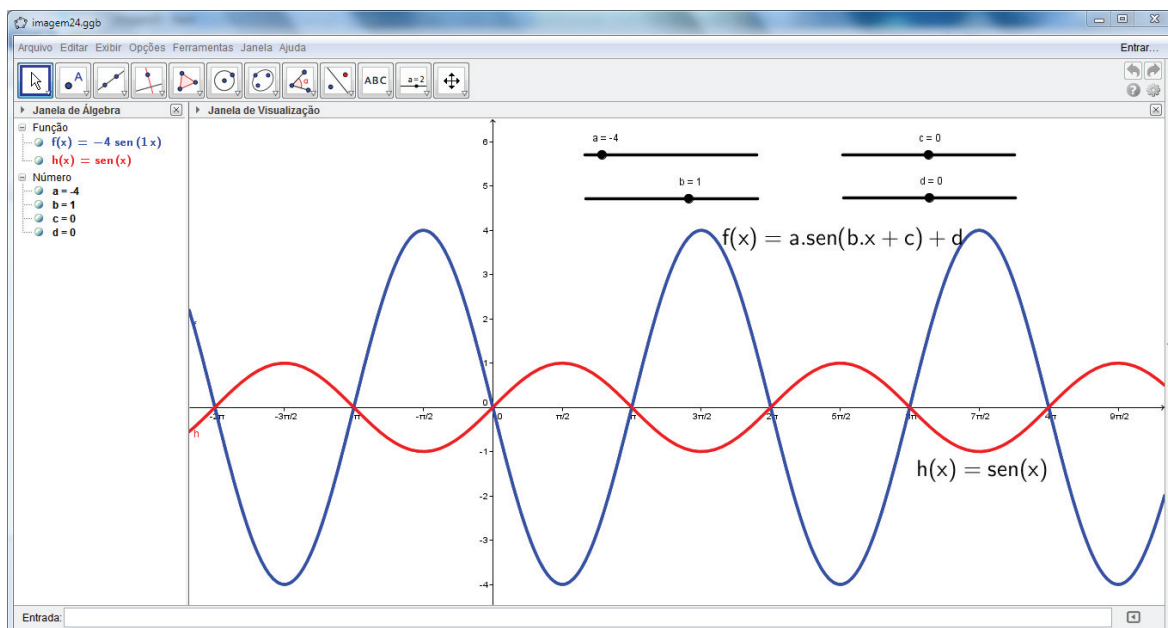 imagem24.ggb
Arquivo Editar Exibir Opções Ferramentas Janela Ajuda
Entrar...
A
ABC
a=2
Janela de Álgebra
Janela de Visualização
Função
f(x) = −4 sen (1 x)
h(x) = sen (x)
Número
a = -4
b = 1
c = 0
d = 0
a = -4
c = 0
b = 1
d = 0
f(x) = a.sen(b.x + c) + d
h(x) = sen(x)
6
5
4
3
2
1
0
-1
-2
-3
-4
-2π -3π/2 -π -π/2 0 π/2 π 3π/2 2π 5π/2 3π 7π/2 4π 9π/2
h
Entrada: